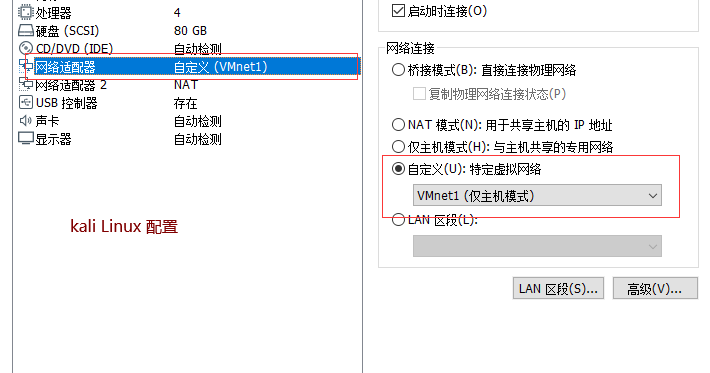 处理器 4
硬盘 (SCSI) 80 GB
CD/DVD (IDE) 自动检测
网络适配器 自定义 (VMnet1)
网络适配器 2 NAT
USB 控制器 存在
声卡 自动检测
显示器 自动检测
kali Linux 配置
启动时连接(O)
网络连接
桥接模式(B): 直接连接物理网络
复制物理网络连接状态(P)
NAT 模式(N): 用于共享主机的 IP 地址
仅主机模式(H): 与主机共享的专用网络
自定义(U): 特定虚拟网络
VMnet1 (仅主机模式)
LAN 区段(L):
LAN 区段(S)... 高级(V)...